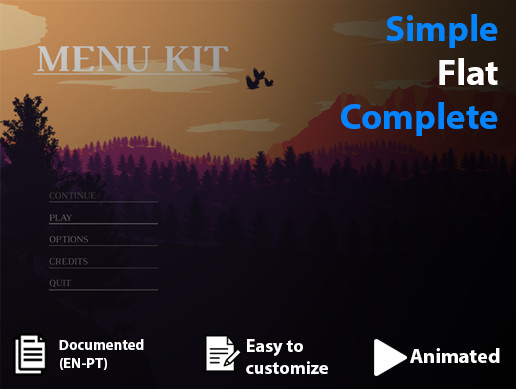 MENU KIT
Simple
Flat
Complete
CONTINUE
PLAY
OPTIONS
CREDITS
QUIT
Documented
(EN-PT)
Easy to
customize
Animated